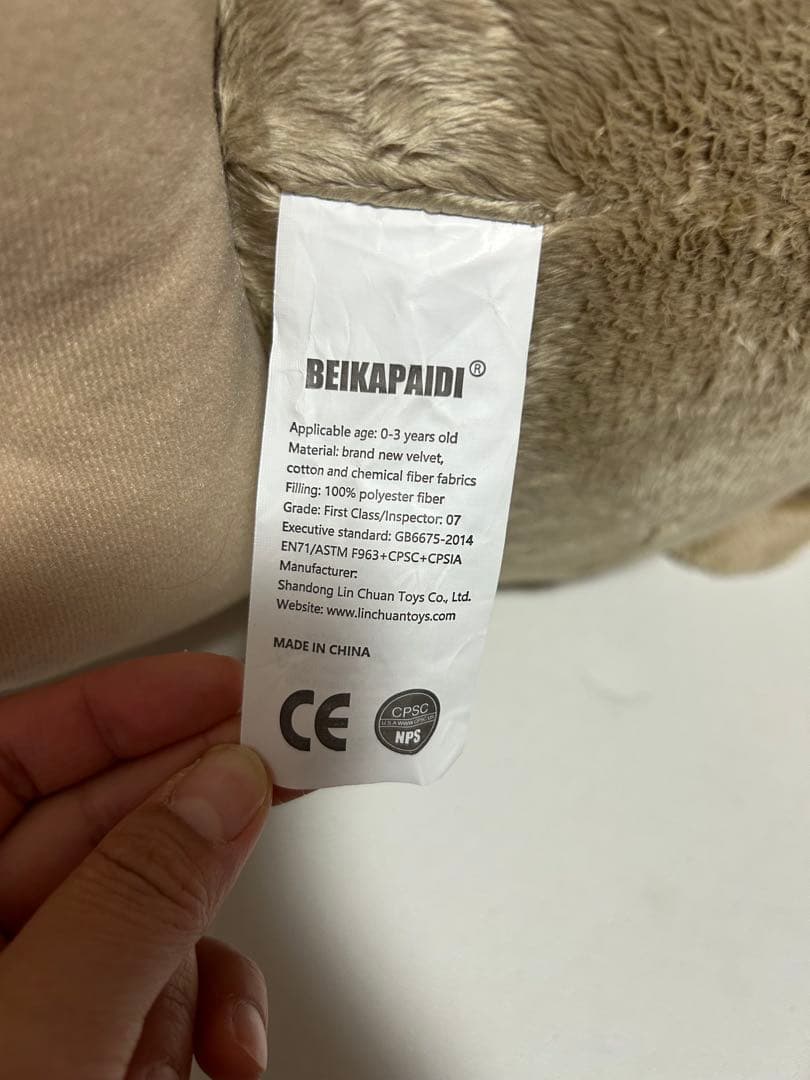 BEIKAPAIDI®
Applicable age: 0-3 years old
Material: brand new velvet,
cotton and chemical fiber fabrics
Filling: 100% polyester fiber
Grade: First Class/Inspector: 07
Executive standard: GB6675-2014
EN71/ASTM F963+CPSC+CPSIA
Manufacturer:
Shandong Lin Chuan Toys Co., Ltd.
Website: www.linchuantoys.com
MADE IN CHINA
CE
CPSC
NPS